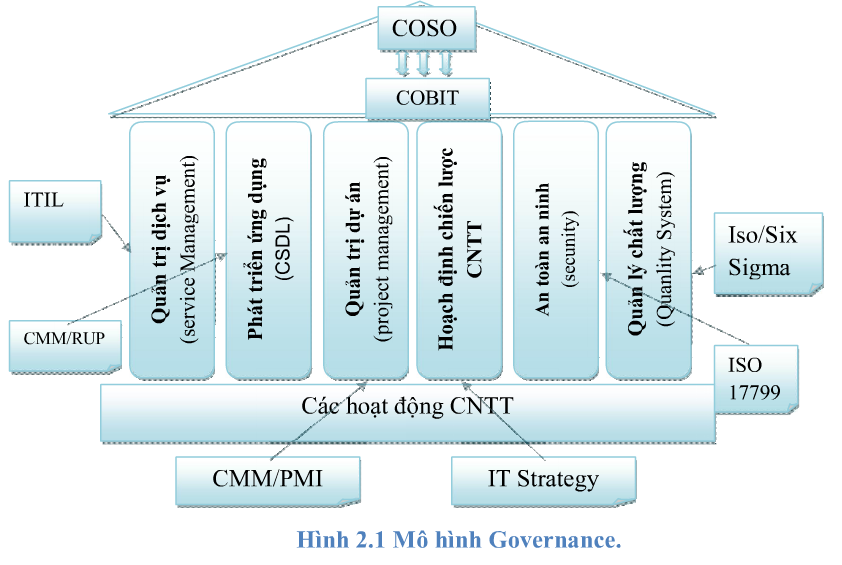 COSO
COBIT
Quản trị dịch vụ
(service Management)
Phát triển ứng dụng
(CSDL)
Quản trị dự án
(project management)
Hoạch định chiến lược
CNTT
An toàn an ninh
(secunity)
Quản lý chất lượng
(Quanlity System)
ITIL
CMM/RUP
Iso/Six
Sigma
ISO
17799
Các hoạt động CNTT
CMM/PMI
IT Strategy
Hình 2.1 Mô hình Governance.